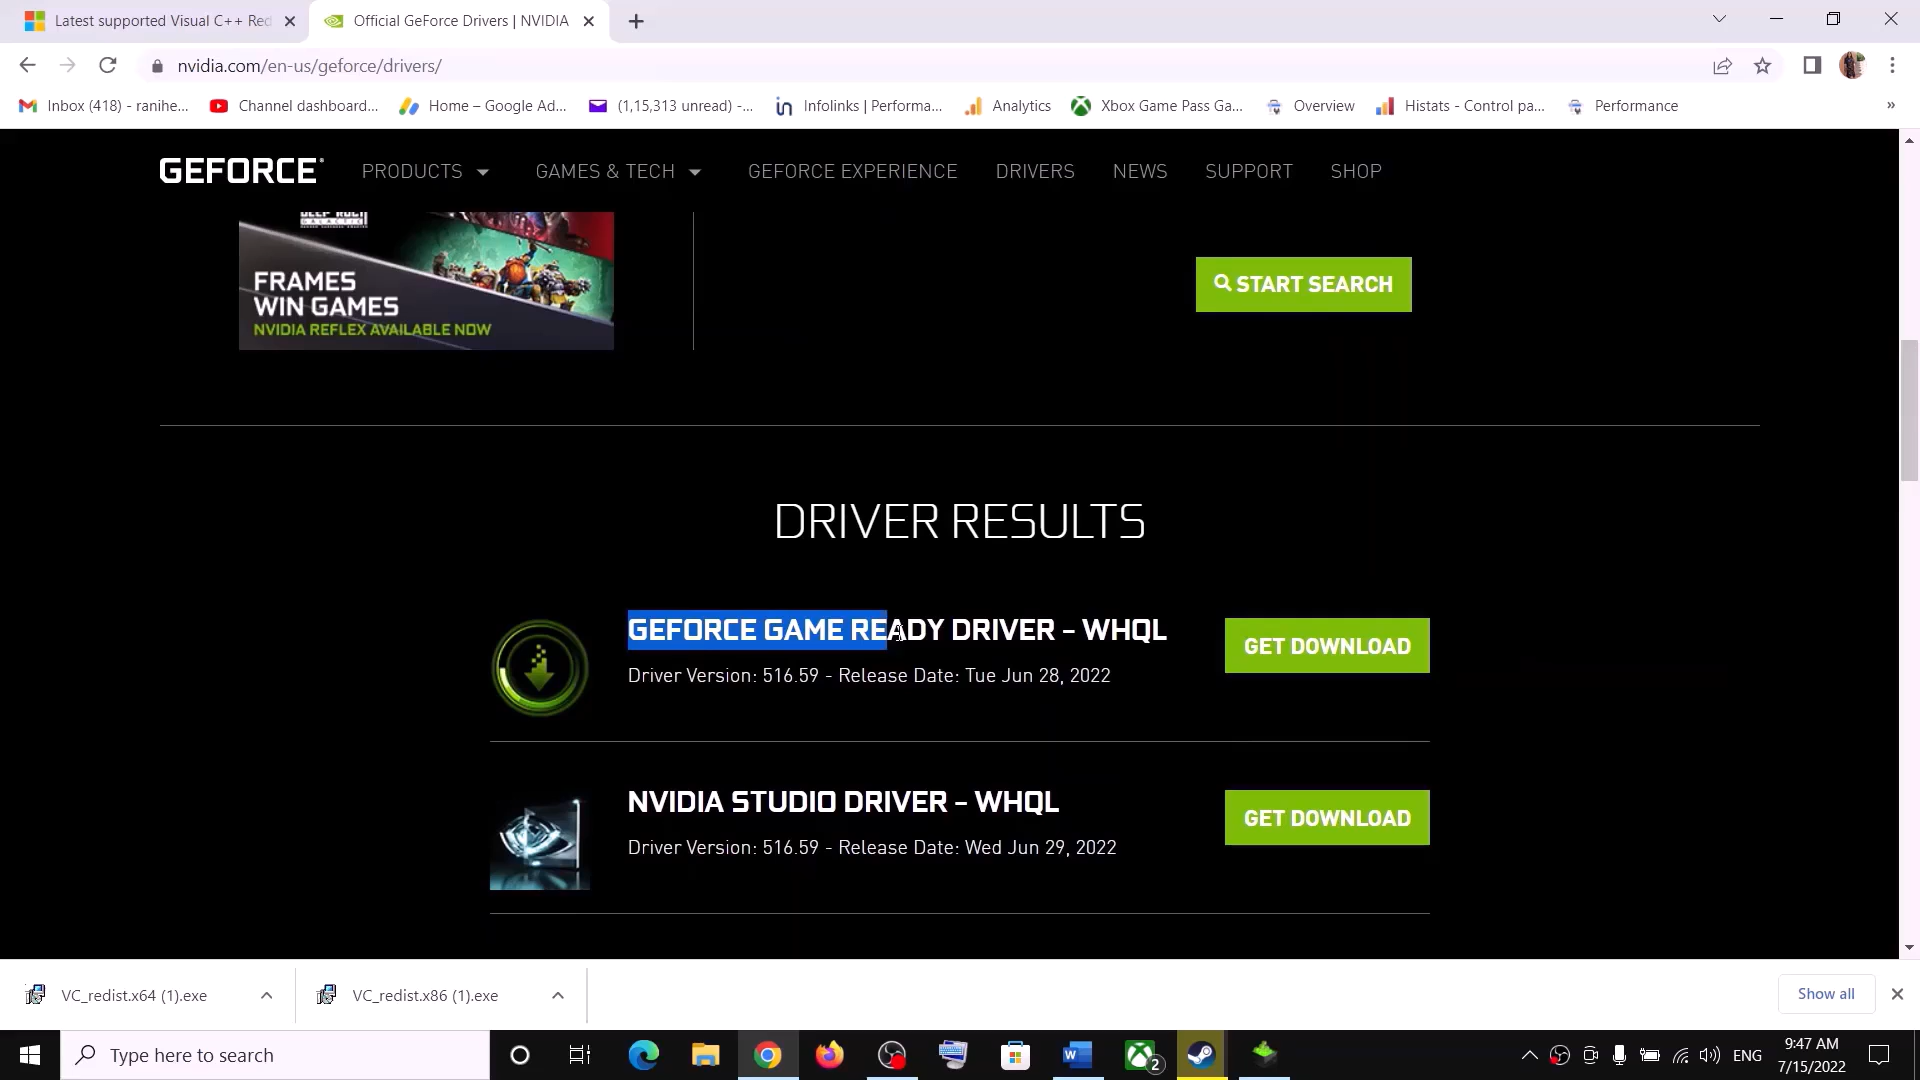 Latest supported Visual C++ Red
Official GeForce Drivers | NVIDIA
nvidia.com/en-us/geforce/drivers/
Inbox (418) - ranihe...
Channel dashboard...
Home – Google Ad...
(1,15,313 unread) -...
Infolinks | Performa...
Analytics
Xbox Game Pass Ga...
Overview
Histats - Control pa...
Performance
»
GEFORCE
PRODUCTS
GAMES & TECH
GEFORCE EXPERIENCE
DRIVERS
NEWS
SUPPORT
SHOP
DEEP ROCK
GALACTIC
FRAMES
WIN GAMES
NVIDIA REFLEX AVAILABLE NOW
START SEARCH
DRIVER RESULTS
GEFORCE GAME READY DRIVER – WHQL
Driver Version: 516.59 - Release Date: Tue Jun 28, 2022
GET DOWNLOAD
NVIDIA STUDIO DRIVER – WHQL
Driver Version: 516.59 - Release Date: Wed Jun 29, 2022
GET DOWNLOAD
VC_redist.x64 (1).exe
VC_redist.x86 (1).exe
Show all
Type here to search
2
ENG
9:47 AM
7/15/2022